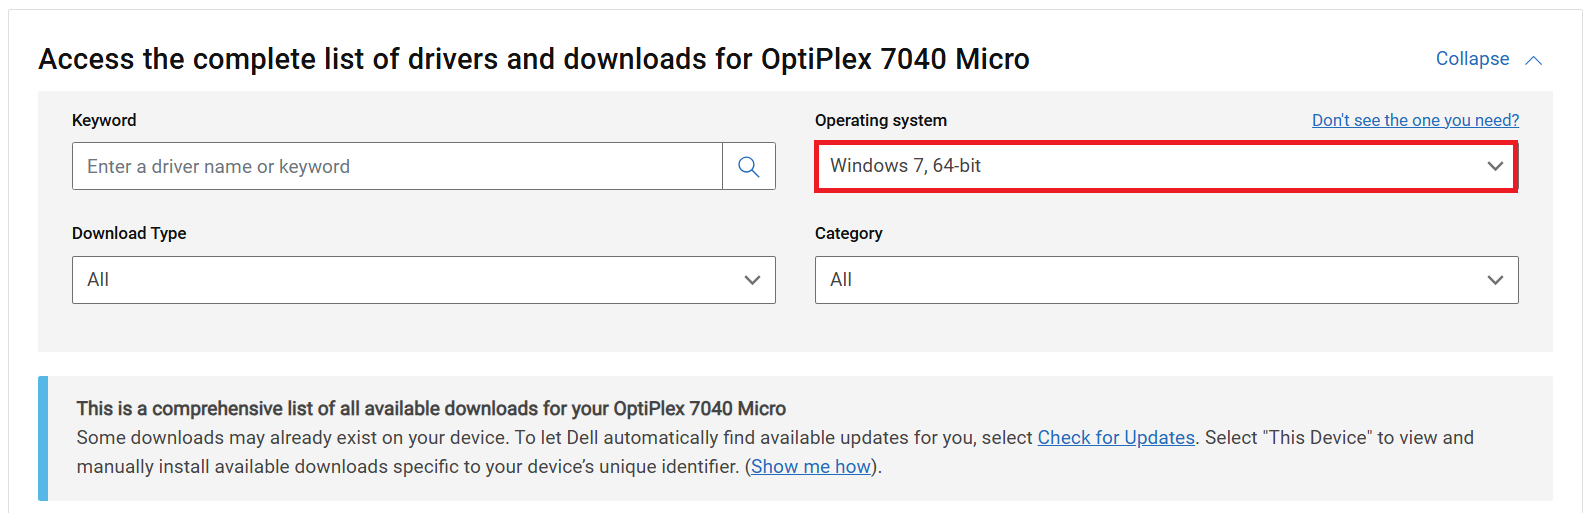 Access the complete list of drivers and downloads for OptiPlex 7040 Micro
Collapse
Keyword
Operating system
Don't see the one you need?
Enter a driver name or keyword
Windows 7, 64-bit
Download Type
Category
All
All
This is a comprehensive list of all available downloads for your OptiPlex 7040 Micro
Some downloads may already exist on your device. To let Dell automatically find available updates for you, select Check for Updates. Select "This Device" to view and
manually install available downloads specific to your device’s unique identifier. (Show me how).